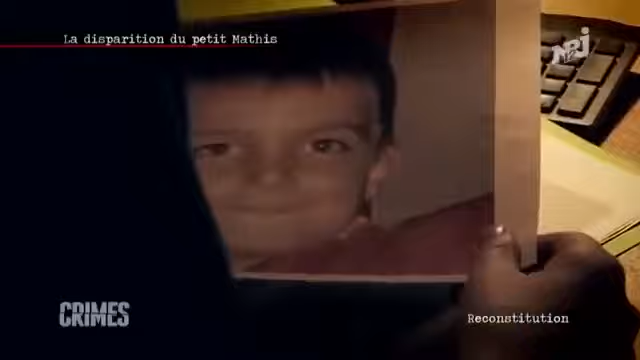 La disparition du petit Mathis
NRJ
12
CRIMES
Reconstitution